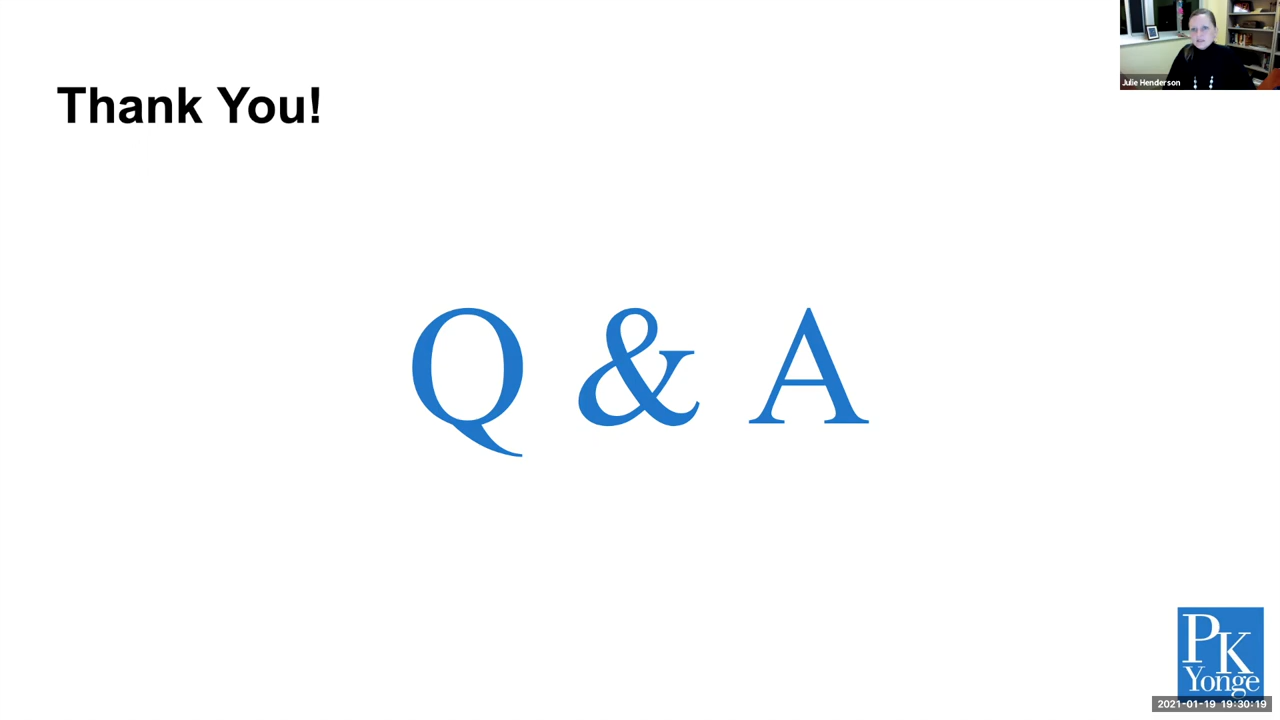 Julie Henderson
Thank You!
Q & A
PK
Yonge
2021-01-19 19:30:19